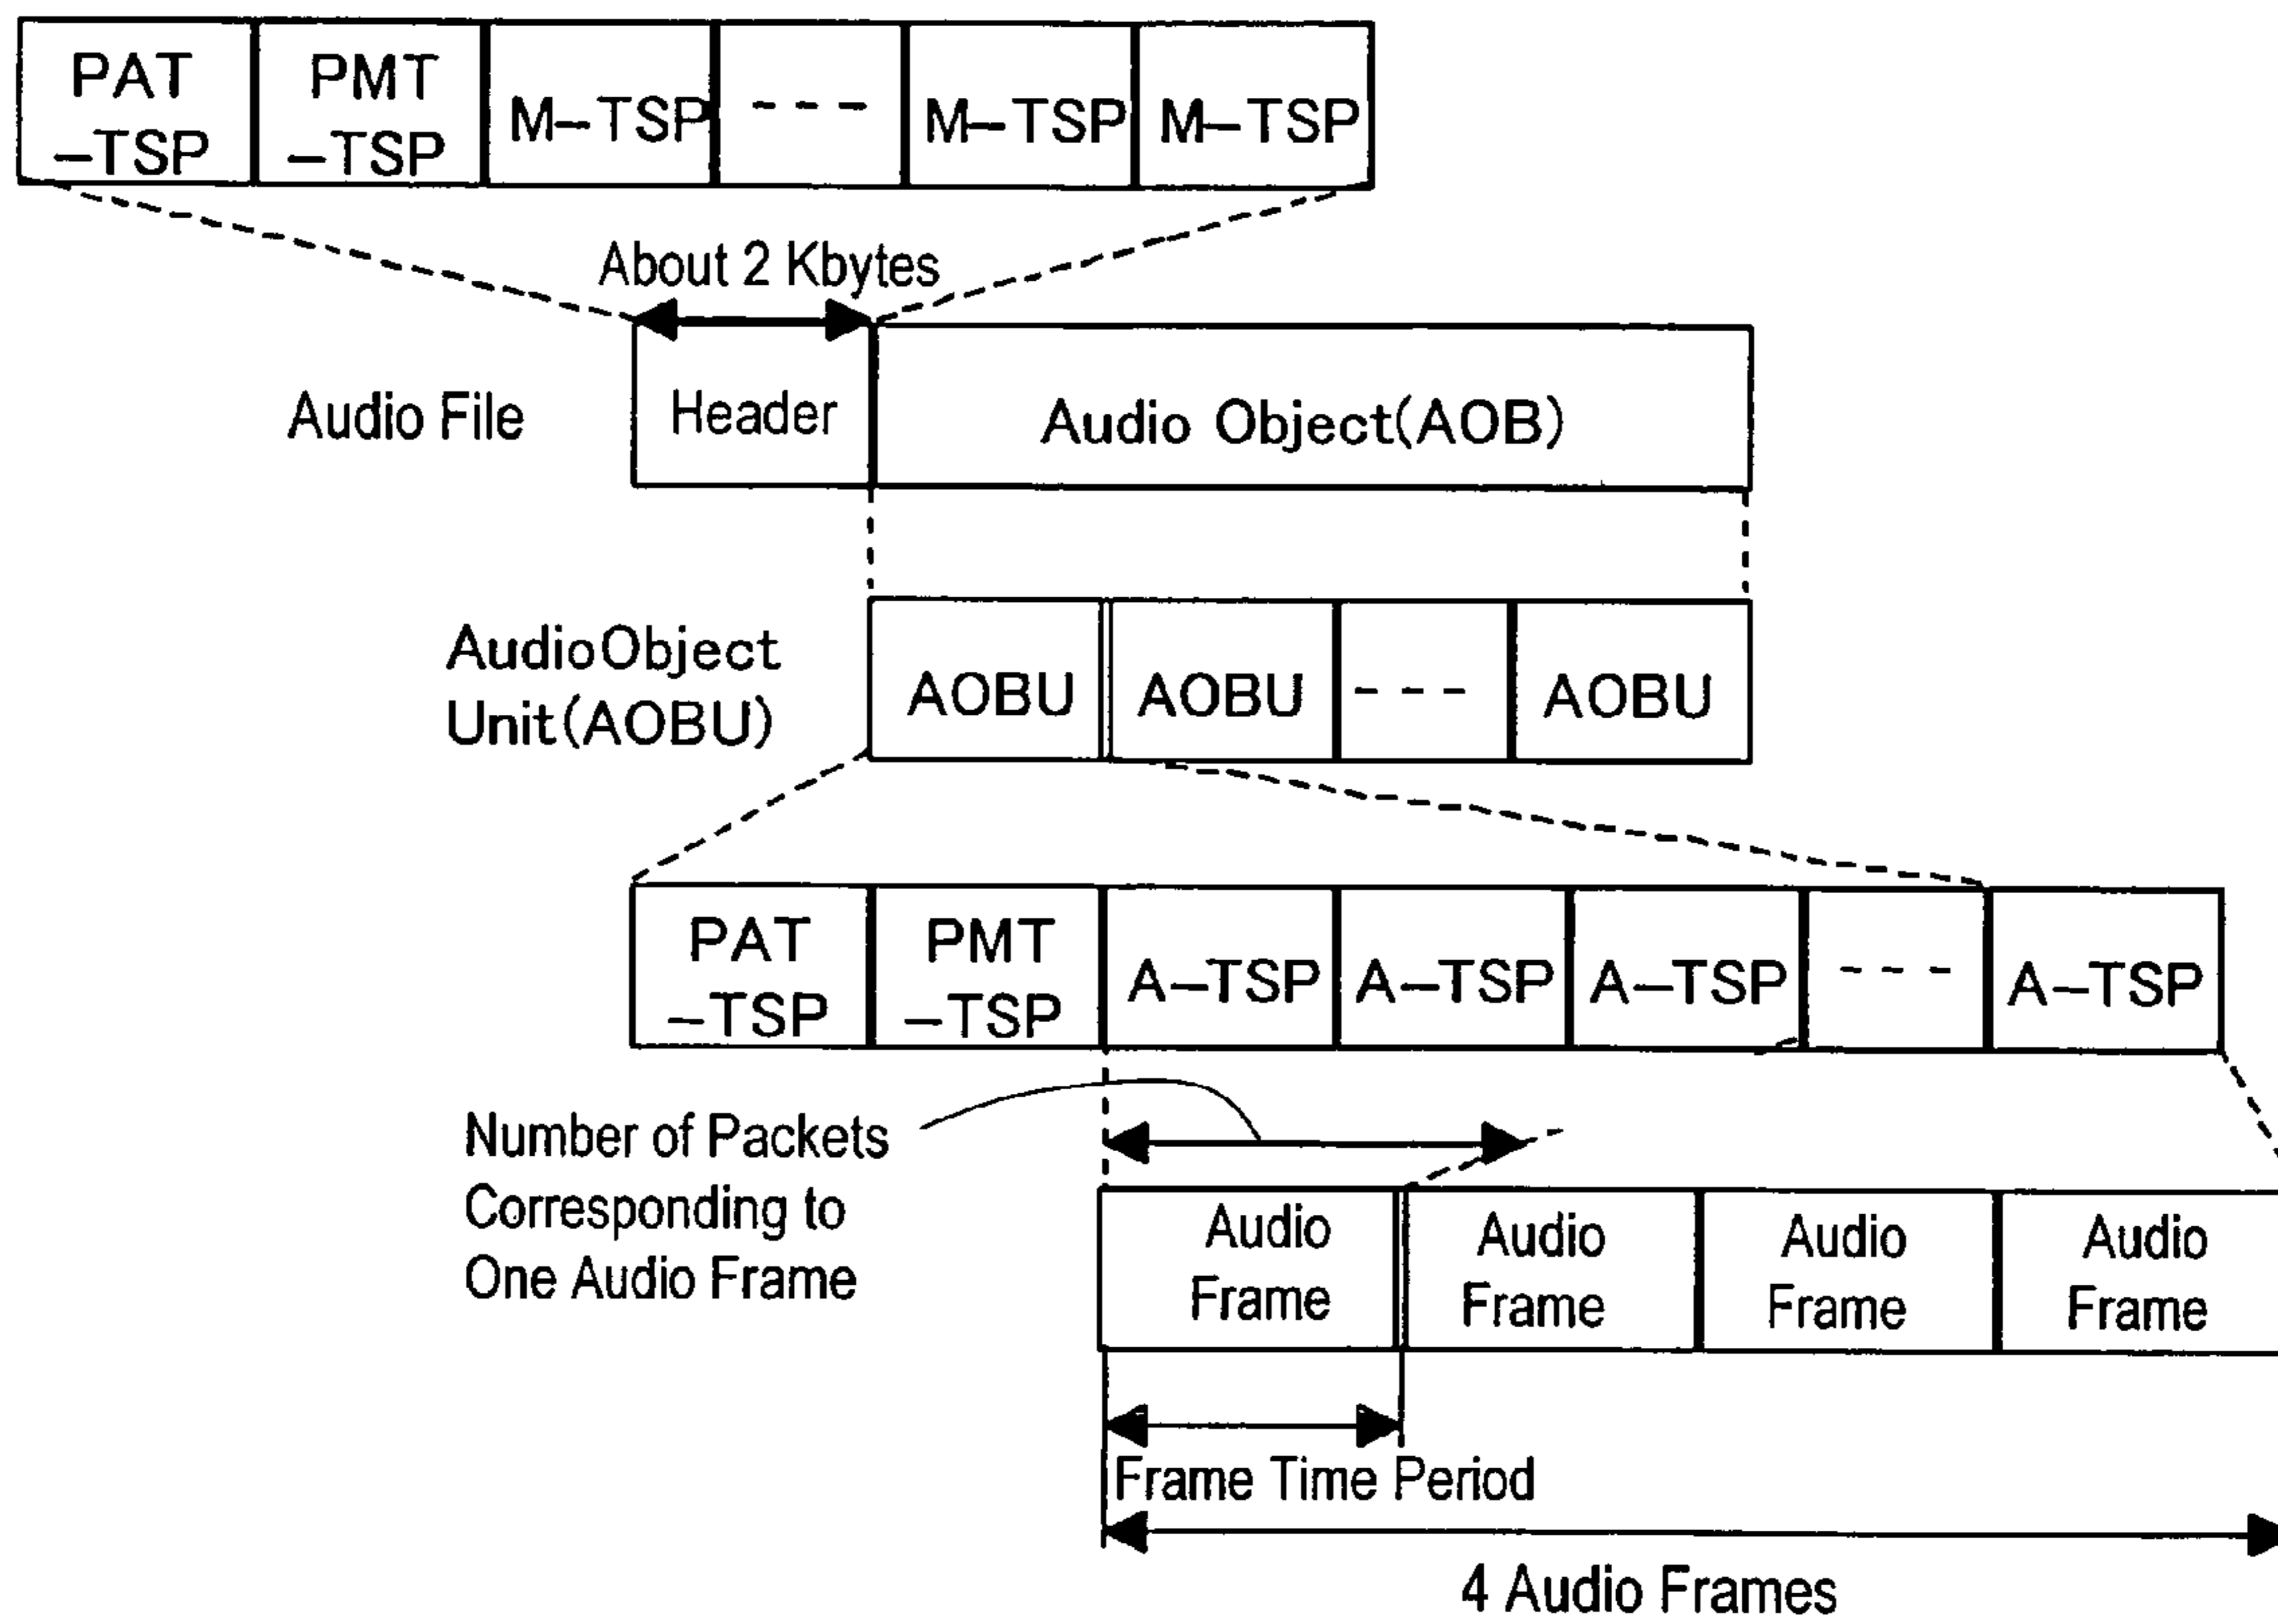 PAT
–TSP
PMT
–TSP
M–TSP
---
M–TSP
M–TSP
About 2 Kbytes
Audio File
Header
Audio Object(AOB)
Audio Object
Unit(AOBU)
AOBU
AOBU
---
AOBU
PAT
–TSP
PMT
–TSP
A–TSP
A–TSP
A–TSP
---
A–TSP
Number of Packets
Corresponding to
One Audio Frame
Audio
Frame
Audio
Frame
Audio
Frame
Audio
Frame
Frame Time Period
4 Audio Frames